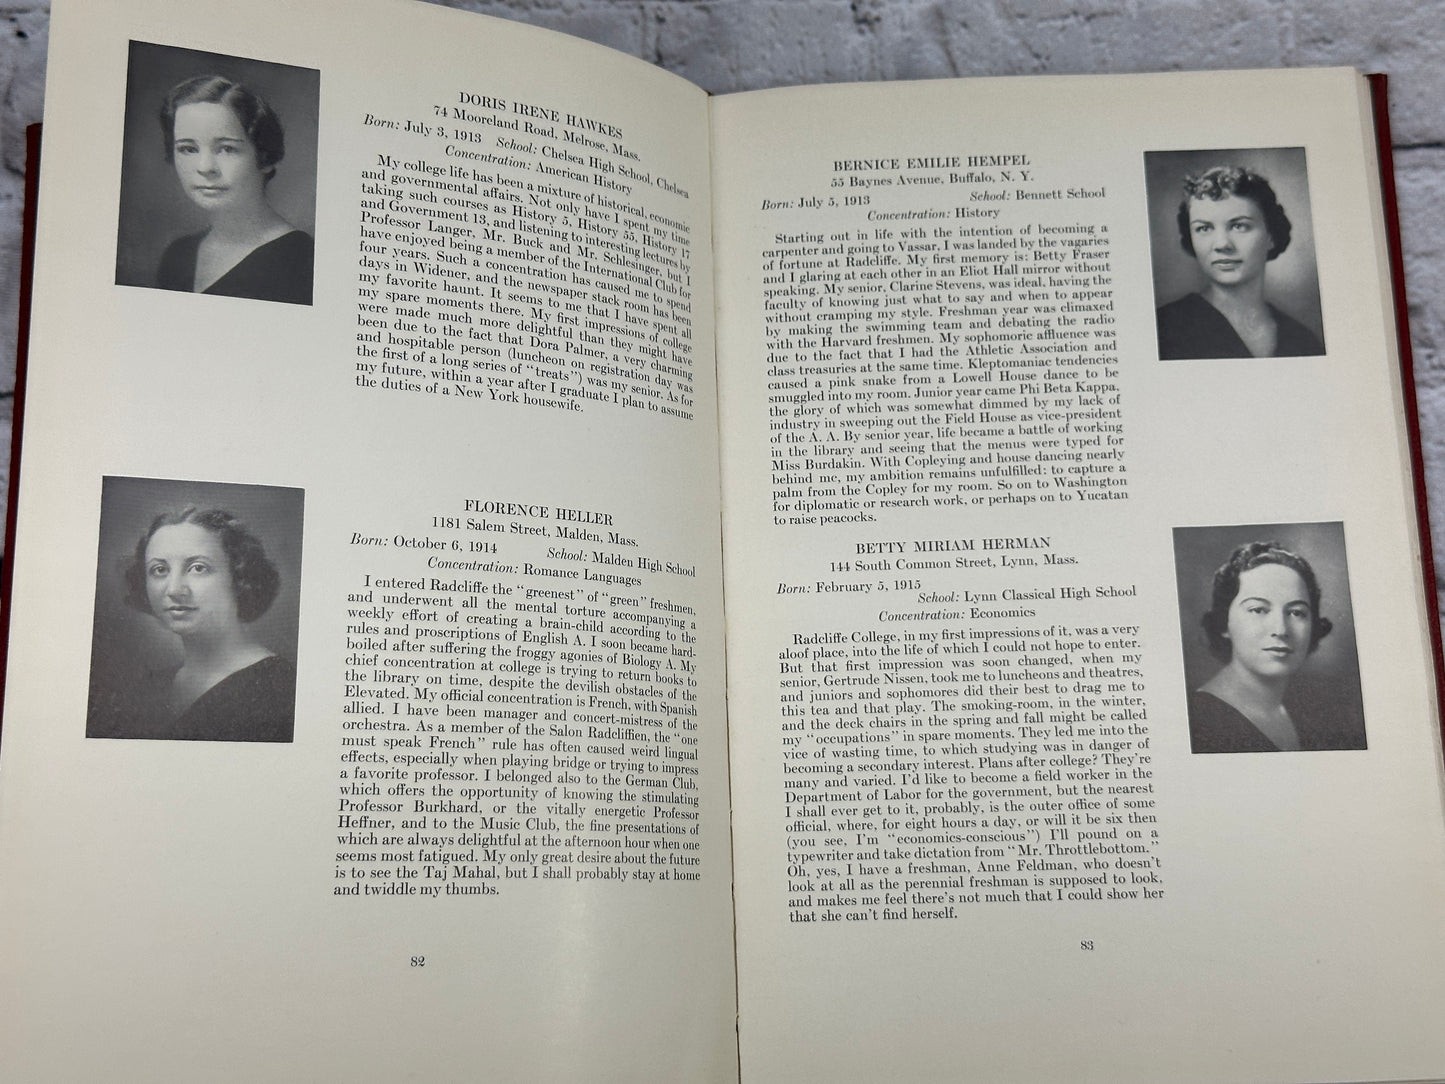 DORIS IRENE HAWKES
74 Mooreland Road, Melrose, Mass.
Born: July 3, 1913 School: Chelsea High School, Chelsea
Concentration: American History
My college life has been a mixture of historical, economic
and governmental affairs. Not only have I spent my time
taking such courses as History 5, History 55, History 17
and Government 13, and listening to interesting lectures by
Professor Langer, Mr. Buck and Mr. Schlesinger, but I
have enjoyed being a member of the International Club for
four years. Such a concentration has caused me to spend
days in Widener, and the newspaper stack room has been
my favorite haunt. It seems to me that I have spent all
my spare moments there. My first impressions of college
were made much more delightful than they might have
been due to the fact that Dora Palmer, a very charming
and hospitable person (luncheon on registration day was
the first of a long series of "treats") was my senior. As for
my future, within a year after I graduate I plan to assume
the duties of a New York housewife.
FLORENCE HELLER
1181 Salem Street, Malden, Mass.
Born: October 6, 1914 School: Malden High School
Concentration: Romance Languages
I entered Radcliffe the "greenest" of "green" freshmen,
and underwent all the mental torture accompanying a
weekly effort of creating a brain-child according to the
rules and proscriptions of English A. I soon became hard-
boiled after suffering the froggy agonies of Biology A. My
chief concentration at college is trying to return books to
the library on time, despite the devilish obstacles of the
Elevated. My official concentration is French, with Spanish
allied. I have been manager and concert-mistress of the
orchestra. As a member of the Salon Radcliffien, the "one
must speak French" rule has often caused weird lingual
effects, especially when playing bridge or trying to impress
a favorite professor. I belonged also to the German Club,
which offers the opportunity of knowing the stimulating
Professor Burkhard, or the vitally energetic Professor
Heffner, and to the Music Club, the fine presentations of
which are always delightful at the afternoon hour when one
seems most fatigued. My only great desire about the future
is to see the Taj Mahal, but I shall probably stay at home
and twiddle my thumbs.
82
BERNICE EMILIE HEMPEL
55 Baynes Avenue, Buffalo, N. Y.
Born: July 5, 1913 School: Bennett School
Concentration: History
Starting out in life with the intention of becoming a
carpenter and going to Vassar, I was landed by the vagaries
of fortune at Radcliffe. My first memory is: Betty Fraser
and I glaring at each other in an Eliot Hall mirror without
speaking. My senior, Clarine Stevens, was ideal, having the
faculty of knowing just what to say and when to appear
without cramping my style. Freshman year was climaxed
by making the swimming team and debating the radio
with the Harvard freshmen. My sophomoric affluence was
due to the fact that I had the Athletic Association and
class treasuries at the same time. Kleptomaniac tendencies
caused a pink snake from a Lowell House dance to be
smuggled into my room. Junior year came Phi Beta Kappa,
the glory of which was somewhat dimmed by my lack of
industry in sweeping out the Field House as vice-president
of the A. A. By senior year, life became a battle of working
in the library and seeing that the menus were typed for
Miss Burdakin. With Copleying and house dancing nearly
behind me, my ambition remains unfulfilled: to capture a
palm from the Copley for my room. So on to Washington
for diplomatic or research work, or perhaps on to Yucatan
to raise peacocks.
BETTY MIRIAM HERMAN
144 South Common Street, Lynn, Mass.
Born: February 5, 1915
School: Lynn Classical High School
Concentration: Economics
Radcliffe College, in my first impressions of it, was a very
aloof place, into the life of which I could not hope to enter.
But that first impression was soon changed, when my
senior, Gertrude Nissen, took me to luncheons and theatres,
and juniors and sophomores did their best to drag me to
this tea and that play. The smoking-room, in the winter,
and the deck chairs in the spring and fall might be called
my "occupations" in spare moments. They led me into the
vice of wasting time, to which studying was in danger of
becoming a secondary interest. Plans after college? They're
many and varied. I'd like to become a field worker in the
Department of Labor for the government, but the nearest
I shall ever get to it, probably, is the outer office of some
official, where, for eight hours a day, or will it be six then
(you see, I'm "economics-conscious") I'll pound on a
typewriter and take dictation from "Mr. Throttlebottom."
Oh, yes, I have a freshman, Anne Feldman, who doesn't
look at all as the perennial freshman is supposed to look,
and makes me feel there's not much that I could show her
that she can't find herself.
83